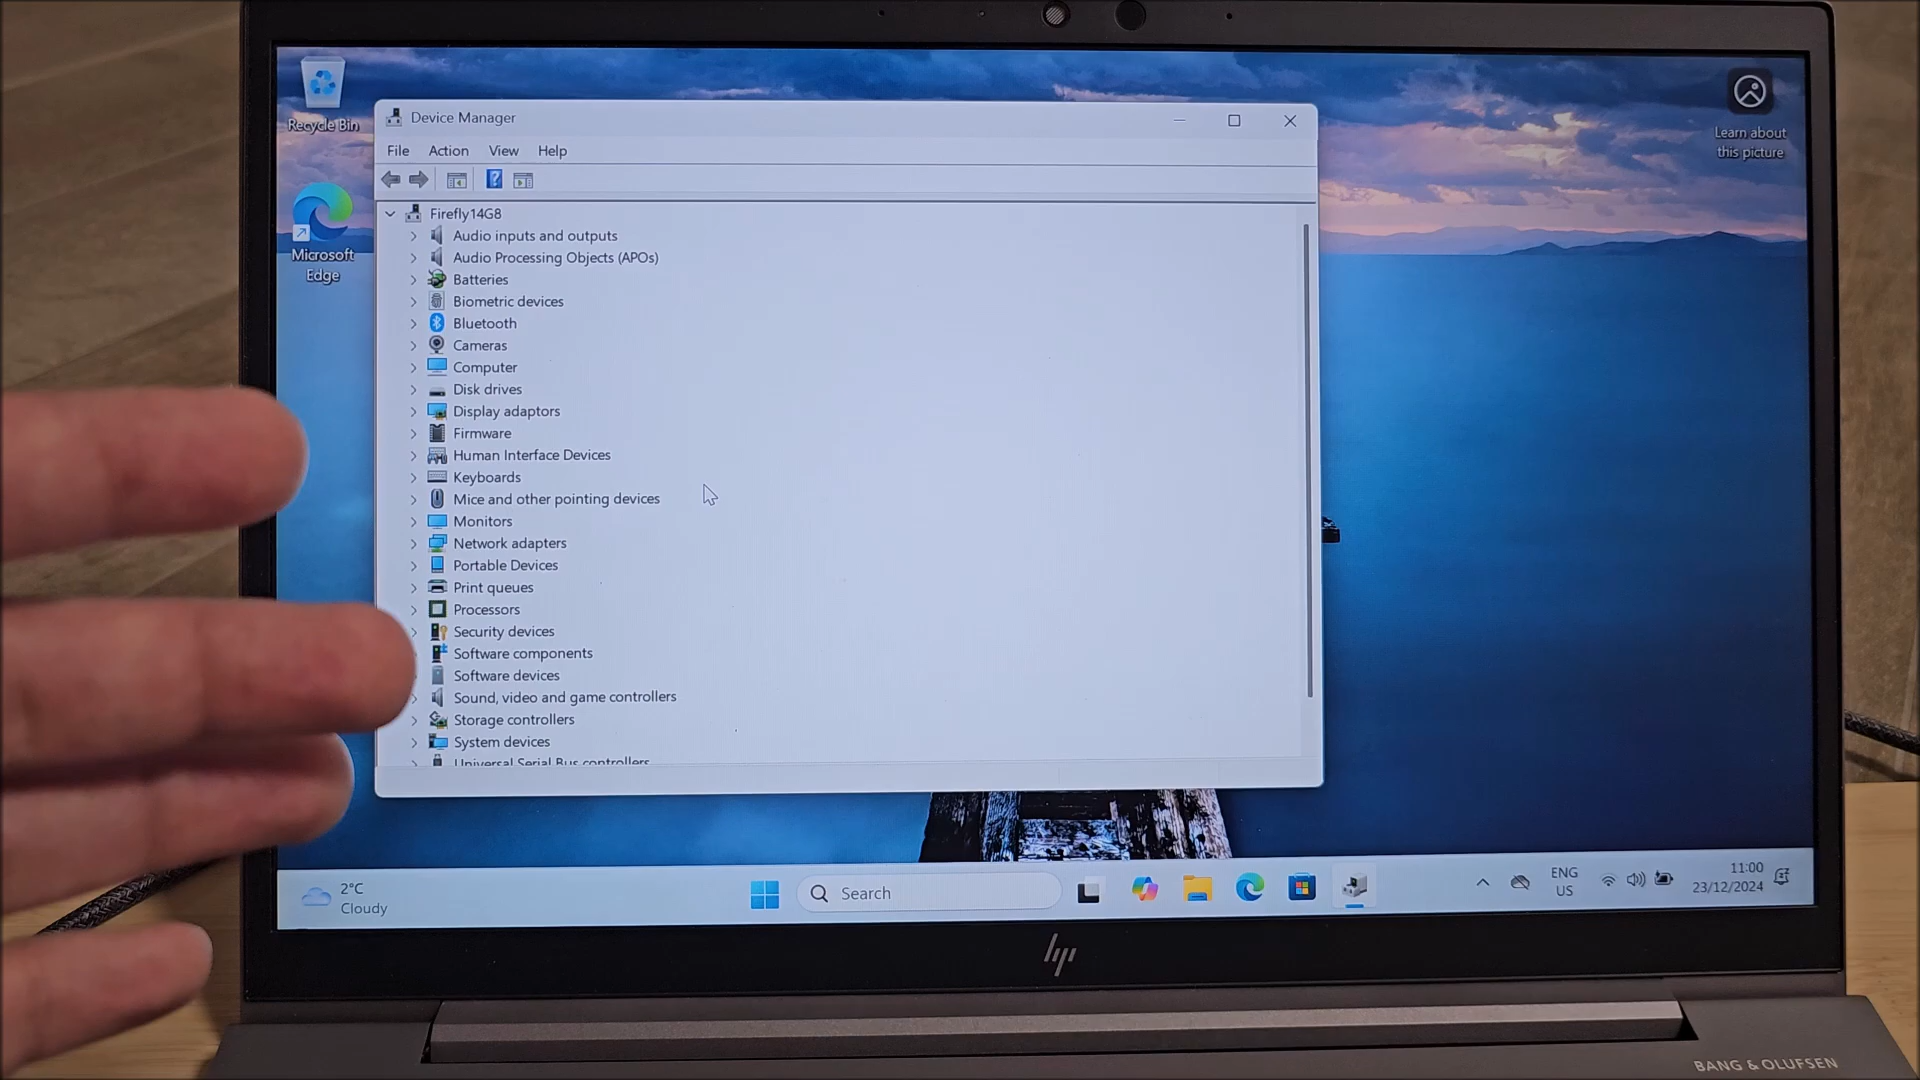 Recycle Bin
Microsoft
Edge
Learn about
this picture
Device Manager
File Action View Help
Firefly14G8
Audio inputs and outputs
Audio Processing Objects (APOs)
Batteries
Biometric devices
Bluetooth
Cameras
Computer
Disk drives
Display adaptors
Firmware
Human Interface Devices
Keyboards
Mice and other pointing devices
Monitors
Network adapters
Portable Devices
Print queues
Processors
Security devices
Software components
Software devices
Sound, video and game controllers
Storage controllers
System devices
Universal Serial Bus controllers
2°C
Cloudy
Search
ENG
US
11:00
23/12/2024
hp
BANG & OLUFSEN